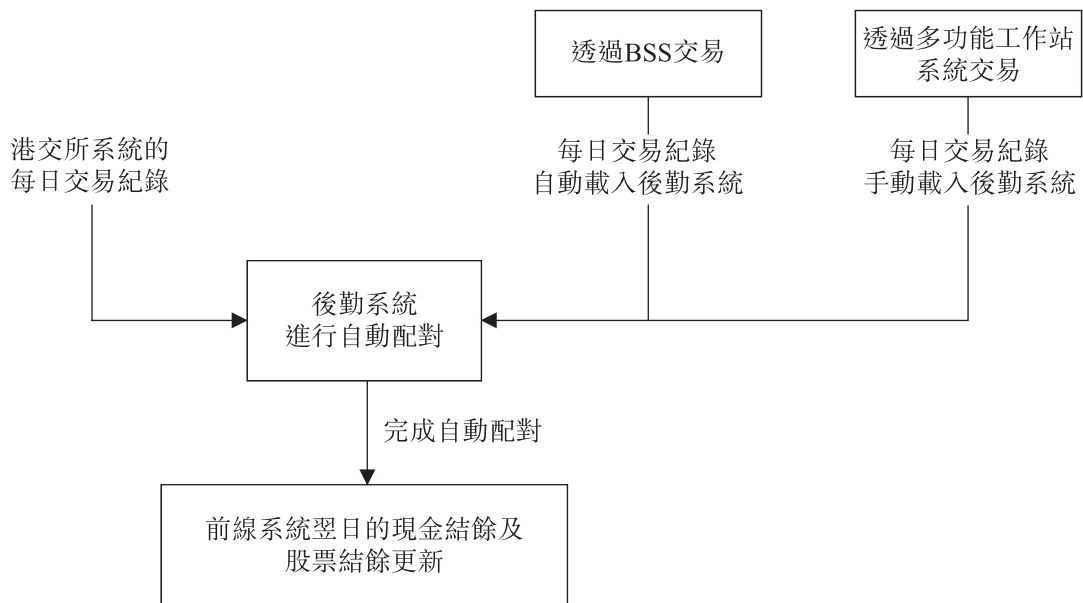 透過BSS交易
透過多功能工作站
系統交易
港交所系統的
每日交易紀錄
每日交易紀錄
自動載入後勤系統
每日交易紀錄
手動載入後勤系統
後勤系統
進行自動配對
完成自動配對
前線系統翌日的現金結餘及
股票結餘更新